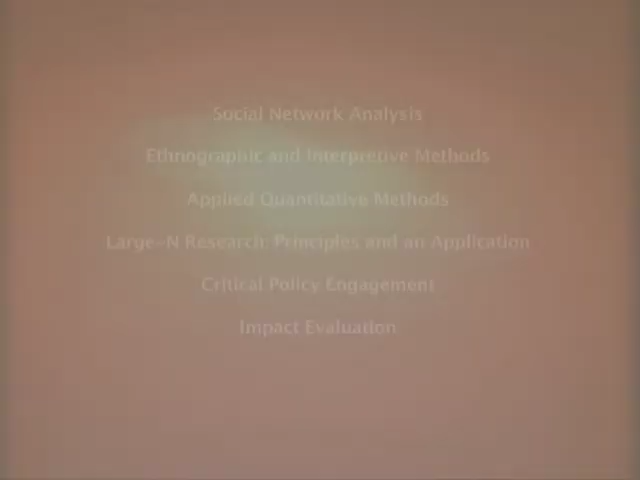 Social Network Analysis
Ethnographic and Interpretive Methods
Applied Quantitative Methods
Large-N Research: Principles and an Application
Critical Policy Engagement
Impact Evaluation